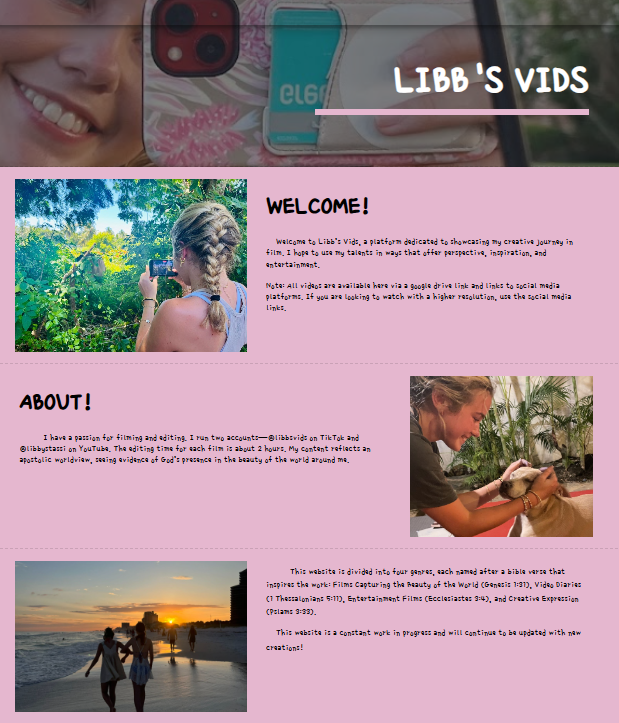 LIBB'S VIDS
WELCOME!
Welcome to Libb's Vids, a platform dedicated to showcasing my creative journey in
film. I hope to use my talents in ways that offer perspective, inspiration, and
entertainment.
Note: All videos are available here via a google drive link and links to social media
platforms. If you are looking to watch with a higher resolution, use the social media
links.
ABOUT!
I have a passion for filming and editing. I run two accounts—@libbsvids on TikTok and
@libbystassi on YouTube. The editing time for each film is about 2 hours. My content reflects an
apostolic worldview, seeing evidence of God's presence in the beauty of the world around me.
This website is divided into four genres, each named after a bible verse that
inspires the work: Films Capturing the Beauty of the World (Genesis 1:31), Video Diaries
(1 Thessalonians 5:11), Entertainment Films (Ecclesiastes 3:4), and Creative Expression
(Pslams 3:33).
This website is a constant work in progress and will continue to be updated with new
creations!